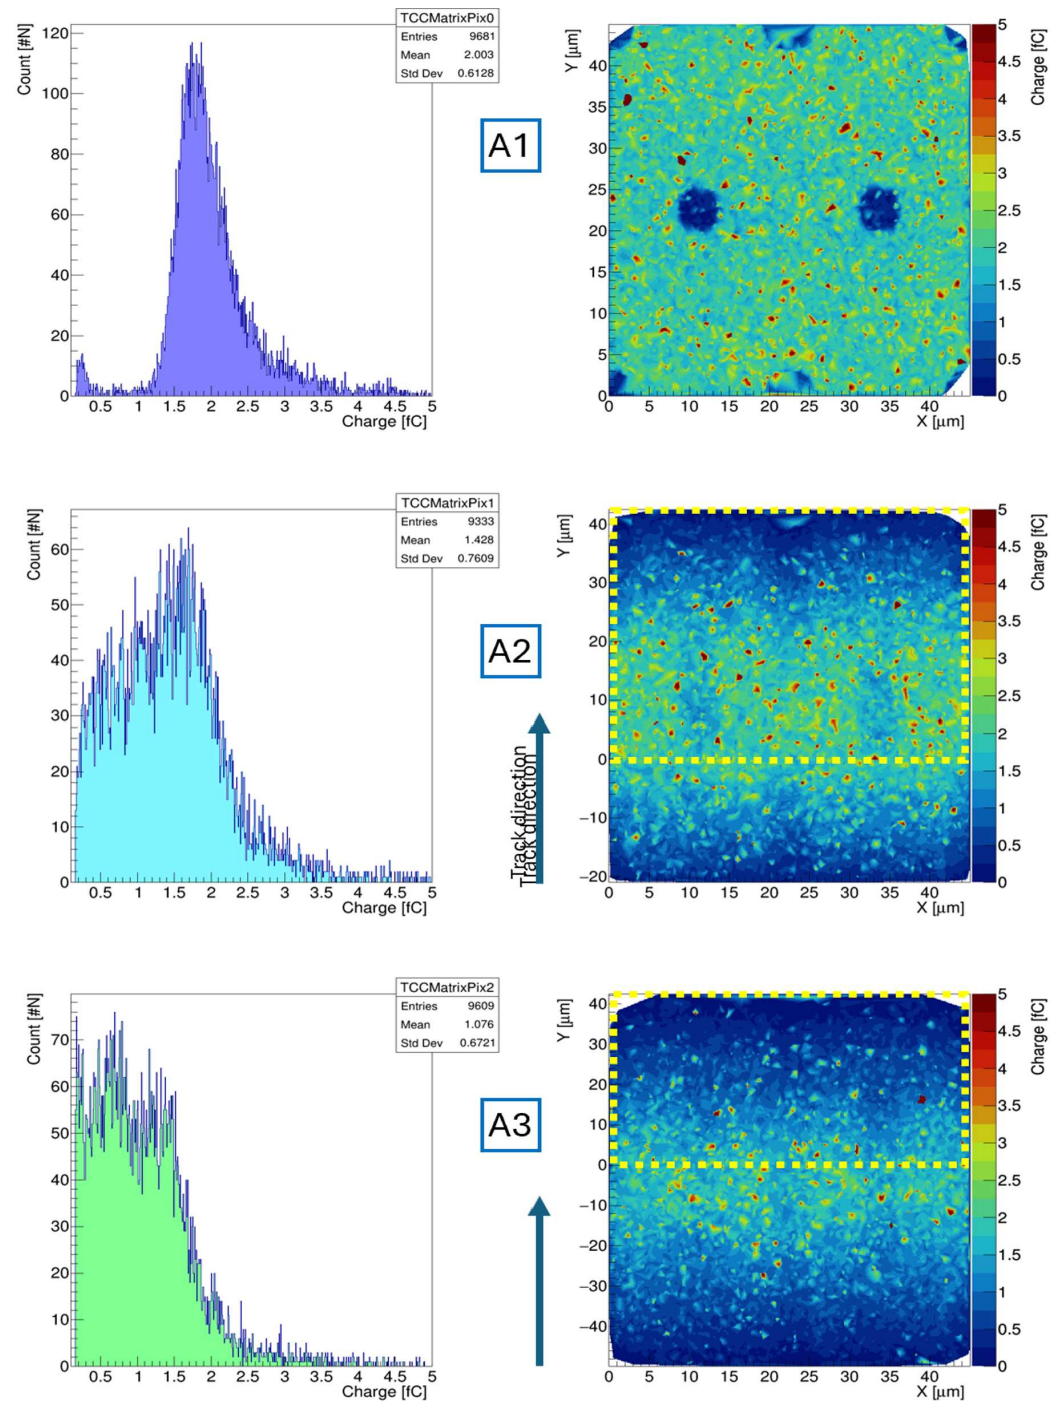 TCCMatrixPix0
Entries 9681
Mean 2.003
Std Dev 0.6128
Count [#N]
120
100
80
60
40
20
0
0.5 1 1.5 2 2.5 3 3.5 4 4.5 5
Charge [fC]
A1
Y [µm]
40
35
30
25
20
15
10
5
0
0 5 10 15 20 25 30 35 40
X [µm]
5
4.5
4
3.5
3
2.5
2
1.5
1
0.5
0
Charge [fC]
TCCMatrixPix1
Entries 9333
Mean 1.428
Std Dev 0.7609
Count [#N]
60
50
40
30
20
10
0
0.5 1 1.5 2 2.5 3 3.5 4 4.5 5
Charge [fC]
A2
Track direction
Track direction
Y [µm]
40
30
20
10
0
−10
−20
0 5 10 15 20 25 30 35 40
X [µm]
5
4.5
4
3.5
3
2.5
2
1.5
1
0.5
0
Charge [fC]
TCCMatrixPix2
Entries 9609
Mean 1.076
Std Dev 0.6721
Count [#N]
70
60
50
40
30
20
10
0
0.5 1 1.5 2 2.5 3 3.5 4 4.5 5
Charge [fC]
A3
Y [µm]
40
30
20
10
0
−10
−20
−30
−40
0 5 10 15 20 25 30 35 40
X [µm]
5
4.5
4
3.5
3
2.5
2
1.5
1
0.5
0
Charge [fC]